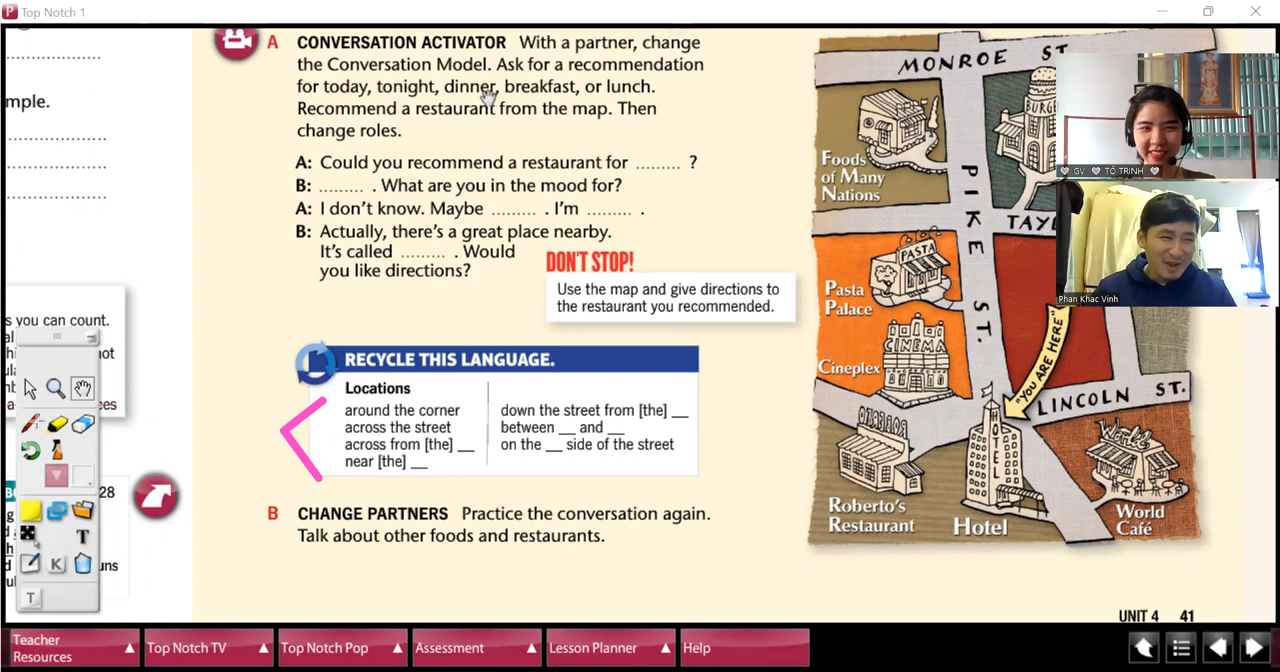 Top Notch 1
mple.
A CONVERSATION ACTIVATOR With a partner, change
the Conversation Model. Ask for a recommendation
for today, tonight, dinner, breakfast, or lunch.
Recommend a restaurant from the map. Then
change roles.
A: Could you recommend a restaurant for ......... ?
B: ......... . What are you in the mood for?
A: I don't know. Maybe ......... . I'm ......... .
B: Actually, there's a great place nearby.
It's called ......... . Would
you like directions?
DON'T STOP!
Use the map and give directions to
the restaurant you recommended.
s you can count.
not
RECYCLE THIS LANGUAGE.
Locations
around the corner
across the street
across from [the] __
near [the] __
down the street from [the] __
between __ and __
on the __ side of the street
28
uns
B CHANGE PARTNERS Practice the conversation again.
Talk about other foods and restaurants.
MONROE ST
BURGE
Foods
of Many
Nations
PIKE ST.
TAYL
PASTA
Pasta
Palace
CINEMA
Cineplex
"YOU ARE HERE"
LINCOLN ST.
ROBERTO'S
HOTEL
World
Roberto's
Restaurant
Hotel
World
Café
GV TỐ TRINH
Phan Khac Vinh
T
K
T
UNIT 4 41
Teacher
Resources
Top Notch TV
Top Notch Pop
Assessment
Lesson Planner
Help